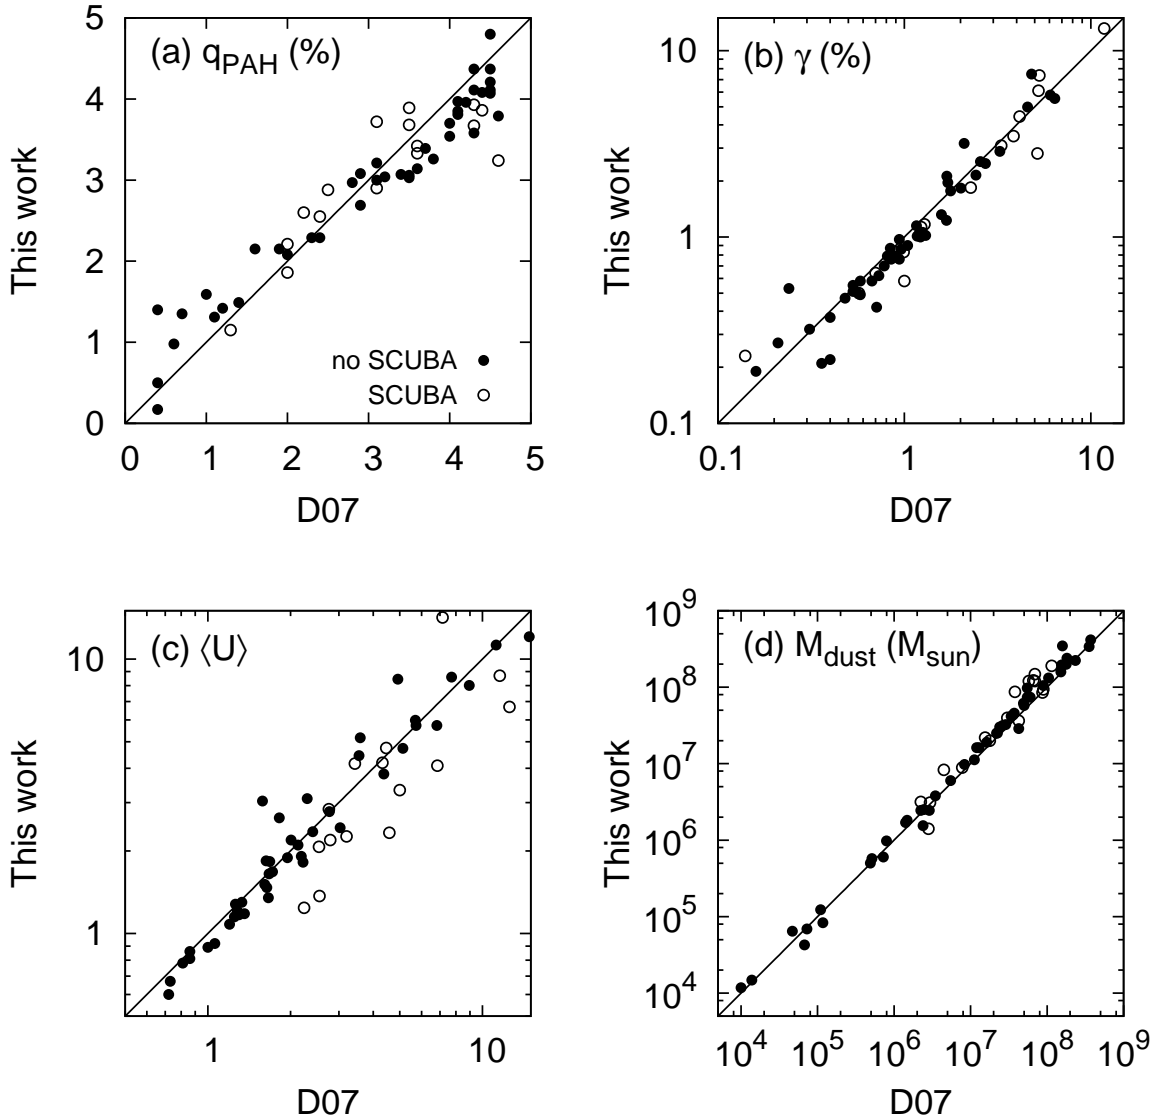 (a) q_PAH (%)
5
4
3
2
1
0
This work
no SCUBA
SCUBA
0 1 2 3 4 5
D07
(b) γ (%)
10
1
0.1
This work
0.1 1 10
D07
(c) ⟨U⟩
10
1
This work
1 10
D07
(d) M_dust (M_sun)
10^9
10^8
10^7
10^6
10^5
10^4
This work
10^4 10^5 10^6 10^7 10^8 10^9
D07